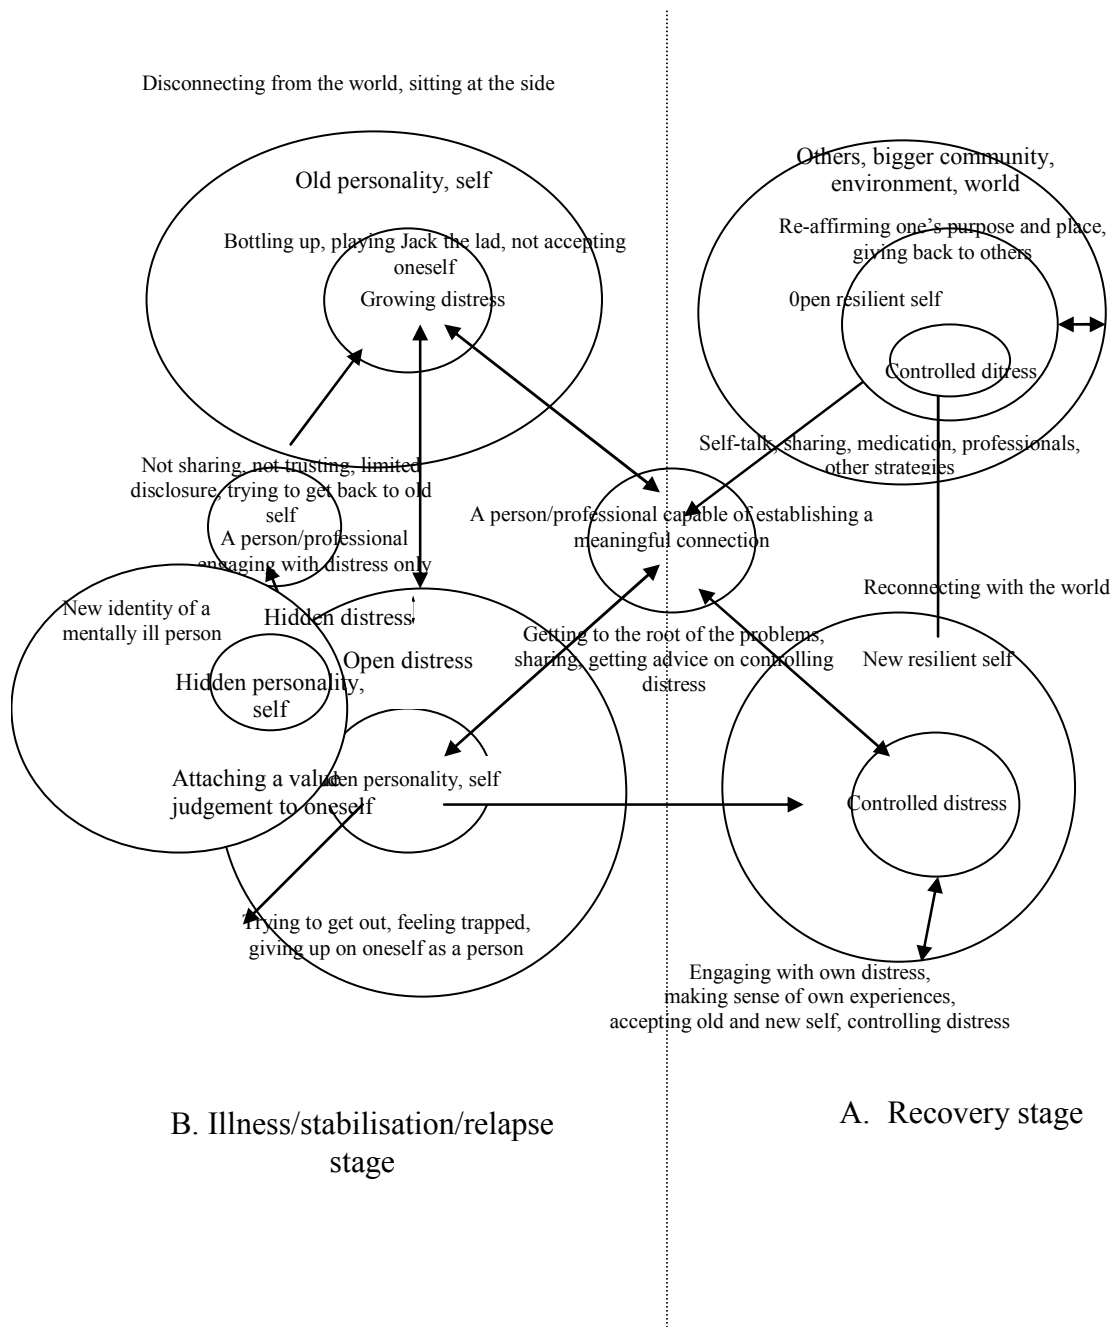 Disconnecting from the world, sitting at the side
Old personality, self
Bottling up, playing Jack the lad, not accepting
oneself
Growing distress
Others, bigger community,
environment, world
Re-affirming one’s purpose and place,
giving back to others
0pen resilient self
Controlled ditress
Self-talk, sharing, medication, professionals,
other strategies
Not sharing, not trusting, limited
disclosure, trying to get back to old
self
A person/professional
engaging with distress only
A person/professional capable of establishing a
meaningful connection
Reconnecting with the world
New identity of a
mentally ill person
Hidden distress
Open distress
Hidden personality,
self
Getting to the root of the problems,
sharing, getting advice on controlling
distress
New resilient self
Attaching a value
judgement to oneself
den personality, self
Controlled distress
Trying to get out, feeling trapped,
giving up on oneself as a person
Engaging with own distress,
making sense of own experiences,
accepting old and new self, controlling distress
B. Illness/stabilisation/relapse
stage
A. Recovery stage